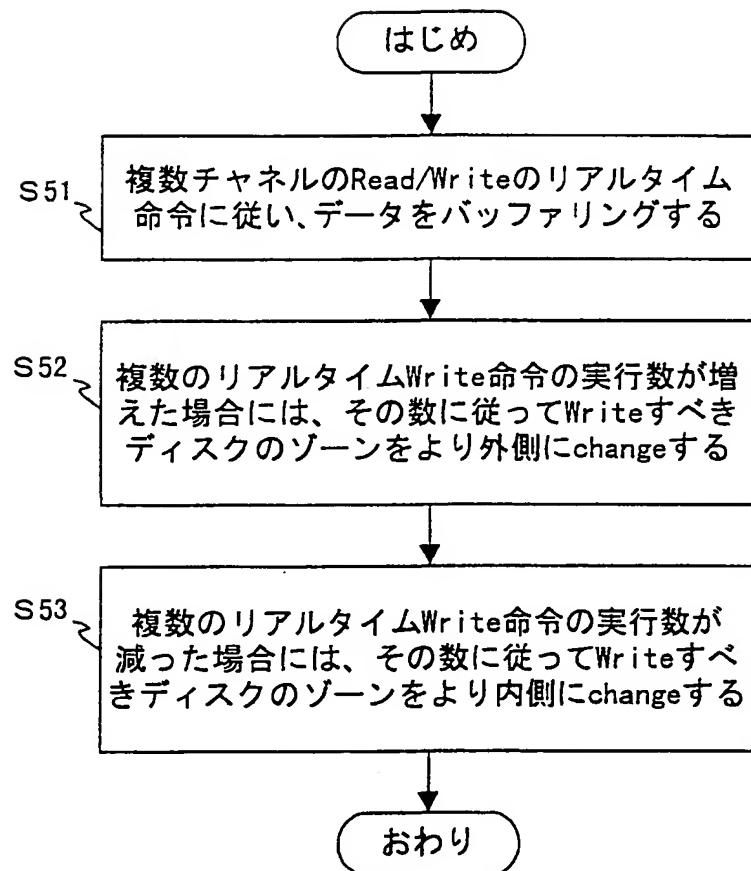 はじめ
S51
複数チャネルのRead/Writeのリアルタイム
命令に従い、データをバッファリングする
S52
複数のリアルタイムWrite命令の実行数が増
えた場合には、その数に従ってWriteすべき
ディスクのゾーンをより外側にchangeする
S53
複数のリアルタイムWrite命令の実行数が
減った場合には、その数に従ってWriteすべ
きディスクのゾーンをより内側にchangeする
おわり